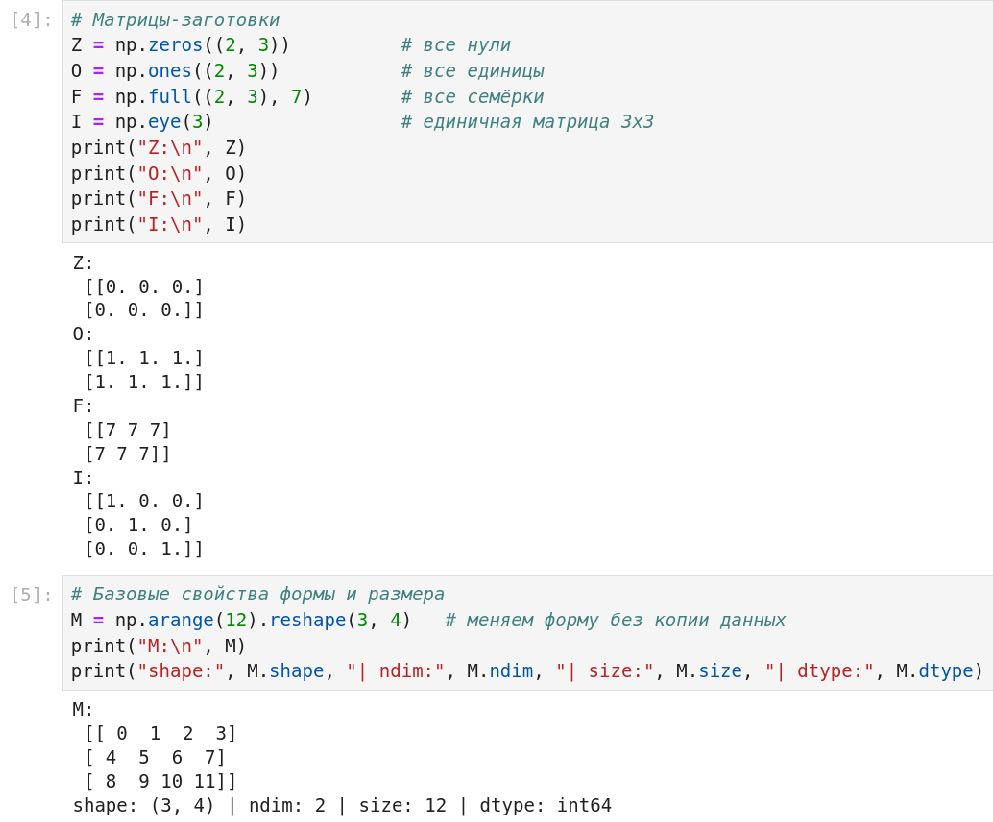 [4]:
# Матрицы-заготовки
Z = np.zeros((2, 3))          # все нули
O = np.ones((2, 3))           # все единицы
F = np.full((2, 3), 7)        # все семёрки
I = np.eye(3)                 # единичная матрица 3x3
print("Z:\n", Z)
print("O:\n", O)
print("F:\n", F)
print("I:\n", I)
Z:
 [[0. 0. 0.]
 [0. 0. 0.]]
O:
 [[1. 1. 1.]
 [1. 1. 1.]]
F:
 [[7 7 7]
 [7 7 7]]
I:
 [[1. 0. 0.]
 [0. 1. 0.]
 [0. 0. 1.]]
[5]:
# Базовые свойства формы и размера
M = np.arange(12).reshape(3, 4)   # меняем форму без копии данных
print("M:\n", M)
print("shape:", M.shape, "| ndim:", M.ndim, "| size:", M.size, "| dtype:", M.dtype)
M:
 [[ 0  1  2  3]
 [ 4  5  6  7]
 [ 8  9 10 11]]
shape: (3, 4) | ndim: 2 | size: 12 | dtype: int64